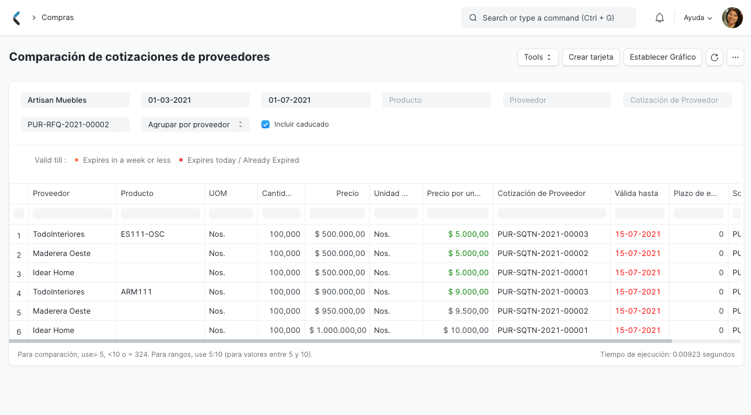 Compras
Search or type a command (Ctrl + G)
Ayuda
Comparación de cotizaciones de proveedores
Tools
Crear tarjeta
Establecer Gráfico
Artisan Muebles
01-03-2021
01-07-2021
Producto
Proveedor
Cotización de Proveedor
PUR-RFQ-2021-00002
Agrupar por proveedor
Incluir caducado
Valid till : Expires in a week or less Expires today / Already Expired
Proveedor Producto UOM Cantid... Precio Unidad ... Precio por un... Cotización de Proveedor Válida hasta Plazo de e... So
1 TodoInteriores ES111-OSC Nos. 100,000 $ 500.000,00 Nos. $ 5.000,00 PUR-SQTN-2021-00003 15-07-2021 0 PU
2 Maderera Oeste Nos. 100,000 $ 500.000,00 Nos. $ 5.000,00 PUR-SQTN-2021-00002 15-07-2021 0 PU
3 Idear Home Nos. 100,000 $ 500.000,00 Nos. $ 5.000,00 PUR-SQTN-2021-00001 15-07-2021 0 PU
4 TodoInteriores ARM111 Nos. 100,000 $ 900.000,00 Nos. $ 9.000,00 PUR-SQTN-2021-00003 15-07-2021 0 PU
5 Maderera Oeste Nos. 100,000 $ 950.000,00 Nos. $ 9.500,00 PUR-SQTN-2021-00002 15-07-2021 0 PU
6 Idear Home Nos. 100,000 $ 1.000.000,00 Nos. $ 10.000,00 PUR-SQTN-2021-00001 15-07-2021 0 PU
Para comparación, use> 5, <10 o = 324. Para rangos, use 5:10 (para valores entre 5 y 10).
Tiempo de ejecución: 0.00923 segundos